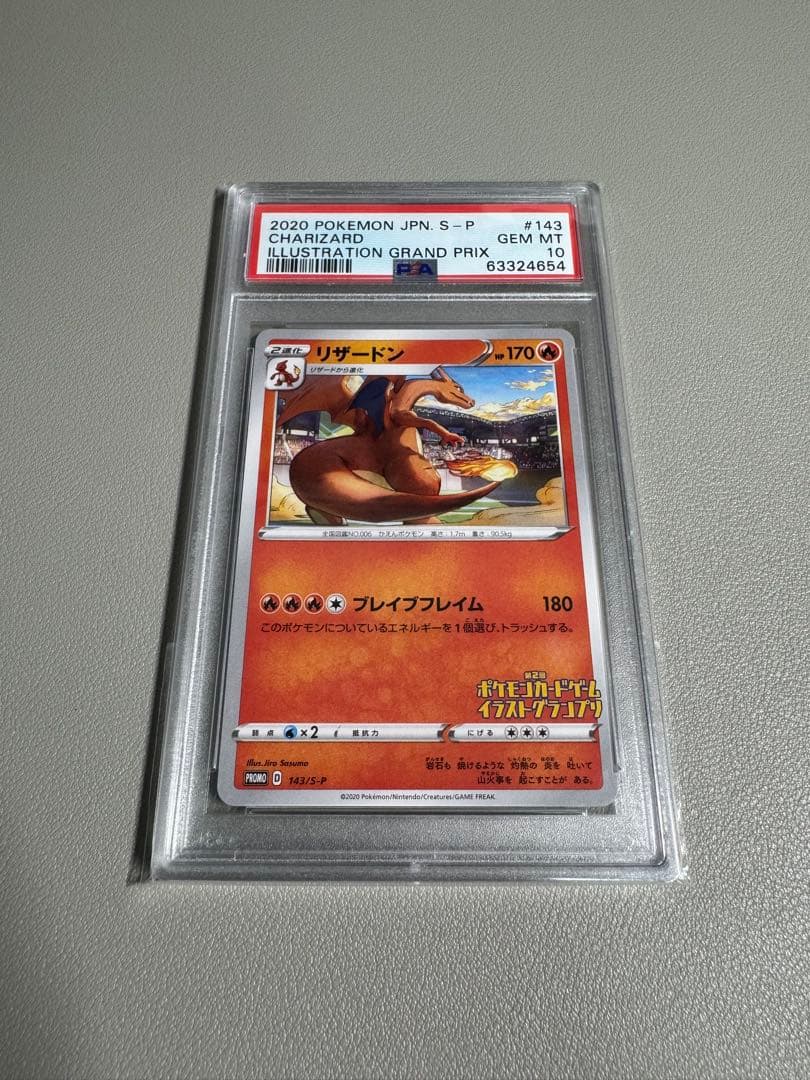 2020 POKEMON JPN. S-P #143
CHARIZARD GEM MT
ILLUSTRATION GRAND PRIX 10
PSA 63324654
2進化 リザードン HP170
リザードから進化
全国図鑑NO.006 かえんポケモン 高さ:1.7m 重さ:90.5kg
ブレイブフレイム 180
このポケモンについているエネルギーを1個選び、トラッシュする。
第2回
ポケモンカードゲーム
イラストグランプリ
弱点 ×2 抵抗力 にげる
Illus.Jiro Sasumo
岩石も 焼けるような 灼熱の 炎を 吐いて
山火事を 起こすことが ある。
PROMO D 143/S-P
©2020 Pokémon/Nintendo/Creatures/GAME FREAK.